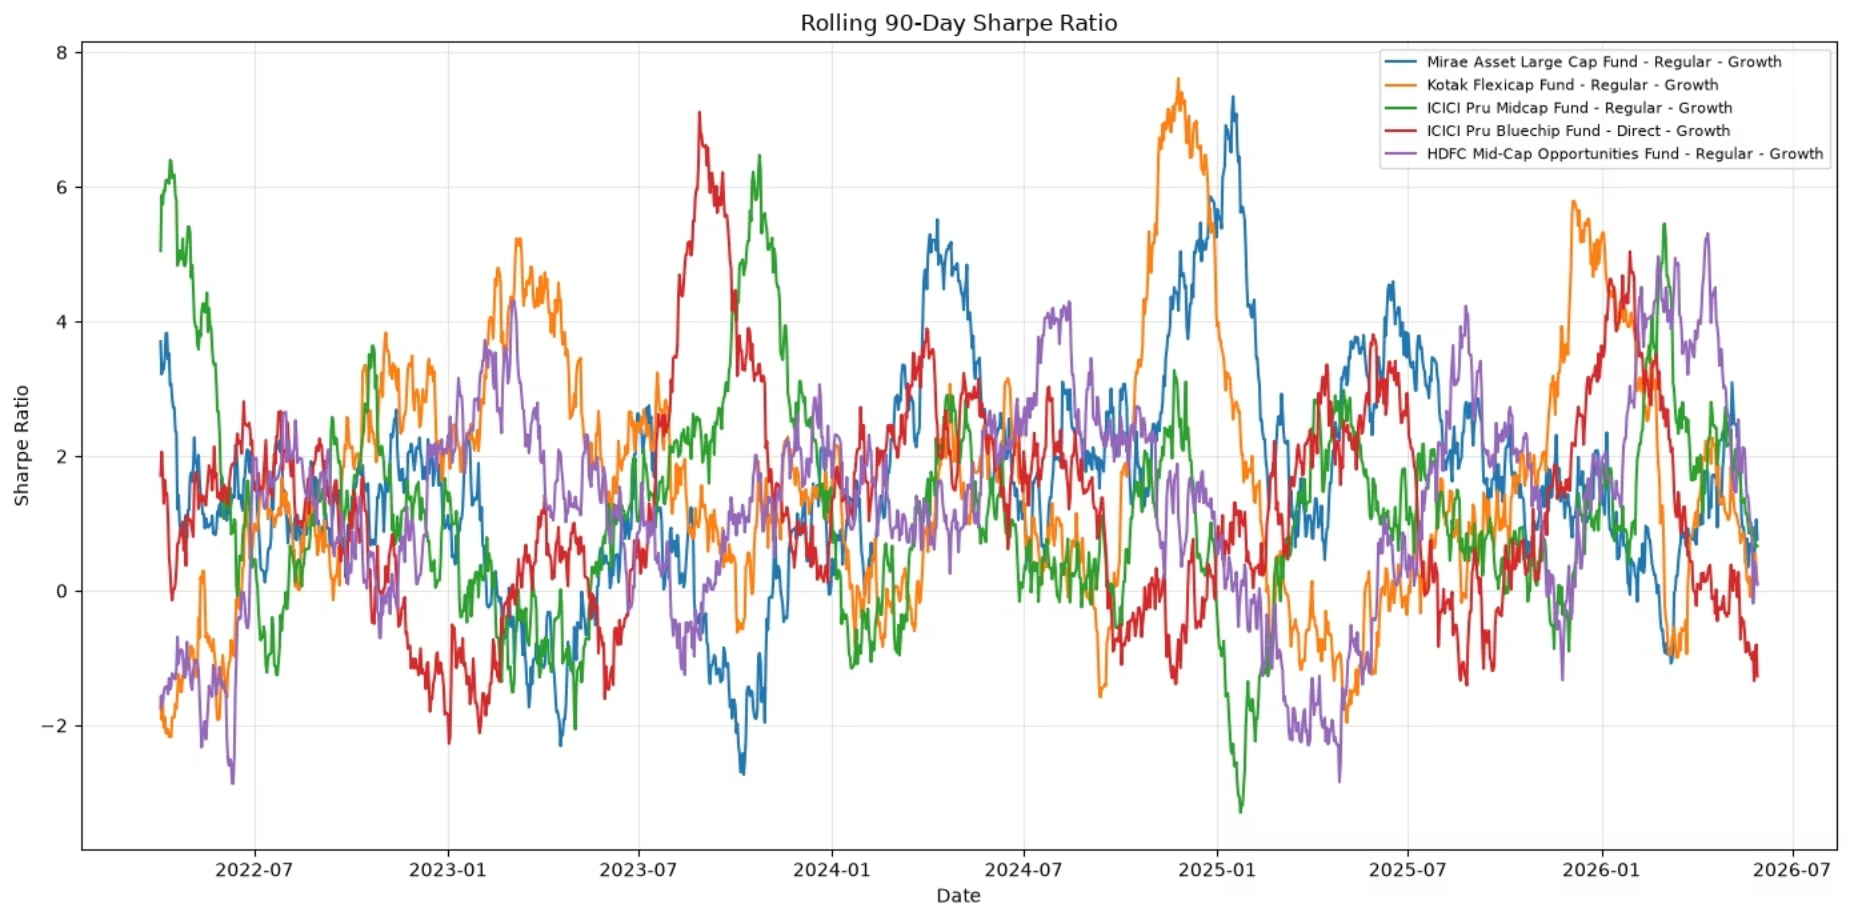 Rolling 90-Day Sharpe Ratio
Mirae Asset Large Cap Fund - Regular - Growth
Kotak Flexicap Fund - Regular - Growth
ICICI Pru Midcap Fund - Regular - Growth
ICICI Pru Bluechip Fund - Direct - Growth
HDFC Mid-Cap Opportunities Fund - Regular - Growth
Sharpe Ratio
8
6
4
2
0
−2
2022-07 2023-01 2023-07 2024-01 2024-07 2025-01 2025-07 2026-01 2026-07
Date